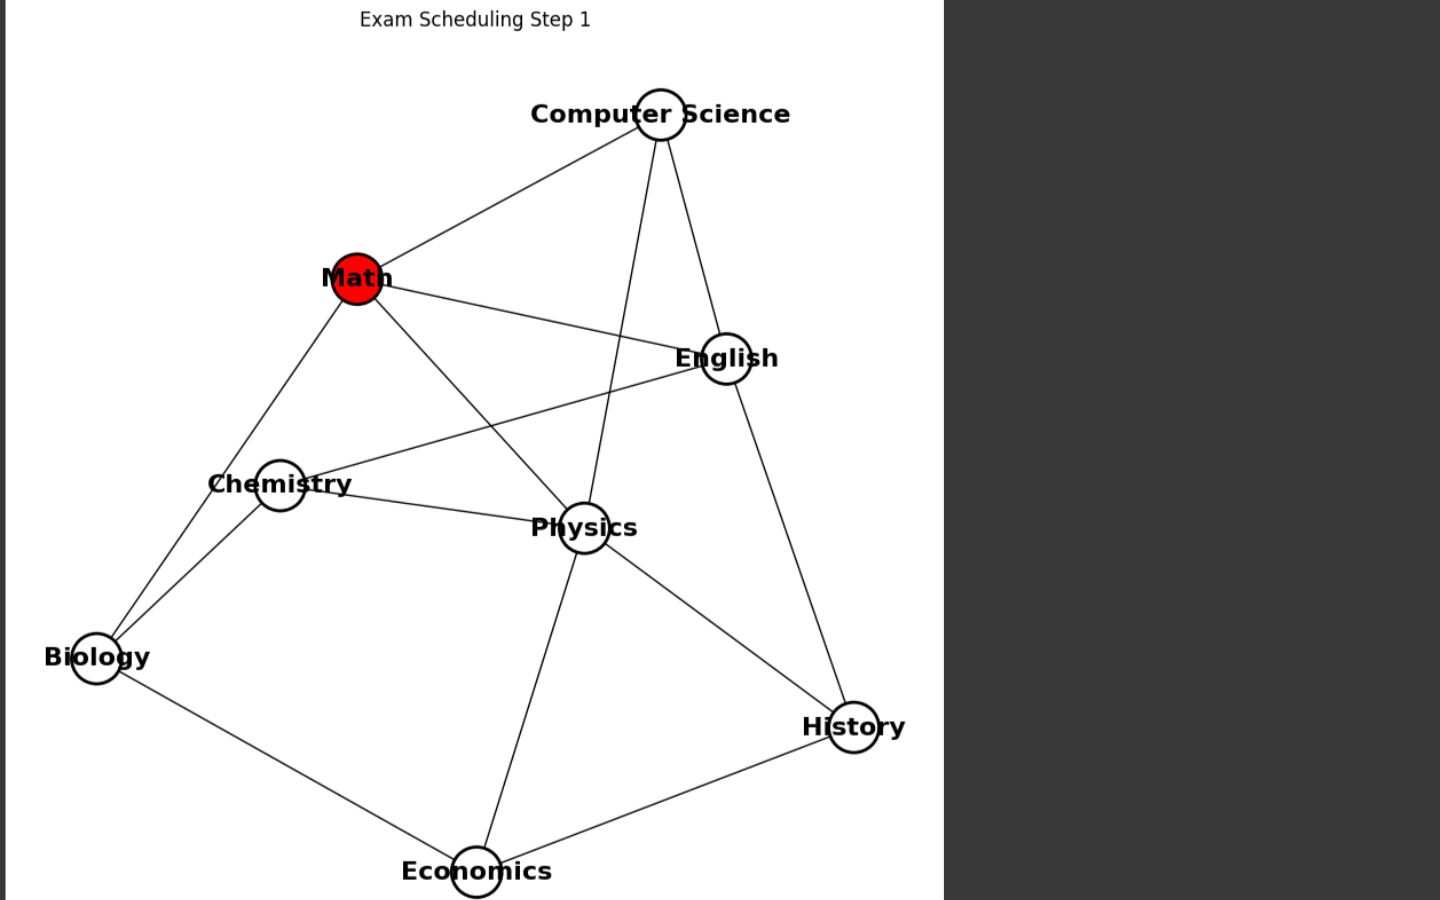 Exam Scheduling Step 1
Computer Science
Math
English
Chemistry
Physics
Biology
History
Economics